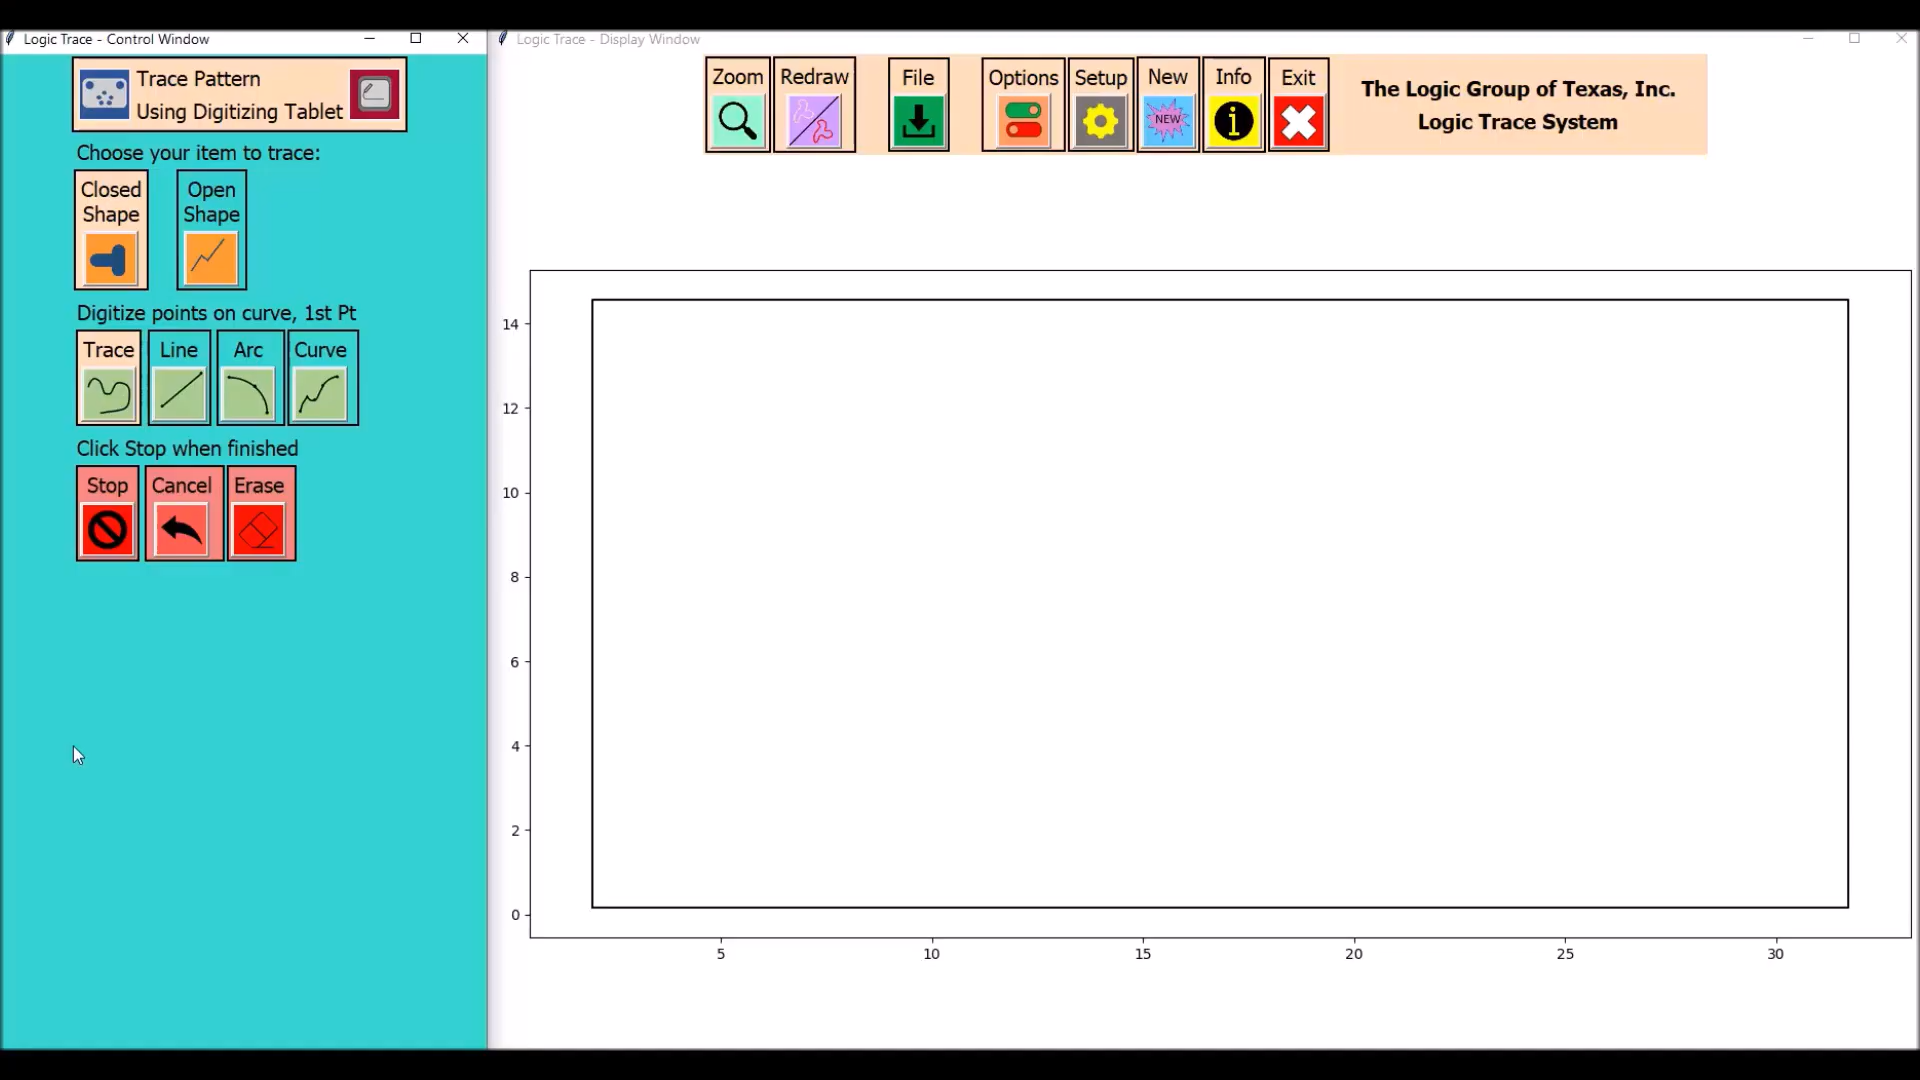 Logic Trace - Control Window
Trace Pattern
Using Digitizing Tablet
Choose your item to trace:
Closed Shape
Open Shape
Digitize points on curve, 1st Pt
Trace Line Arc Curve
Click Stop when finished
Stop Cancel Erase
Logic Trace - Display Window
Zoom Redraw File Options Setup New Info Exit
NEW
The Logic Group of Texas, Inc.
Logic Trace System
14
12
10
8
6
4
2
0
5 10 15 20 25 30